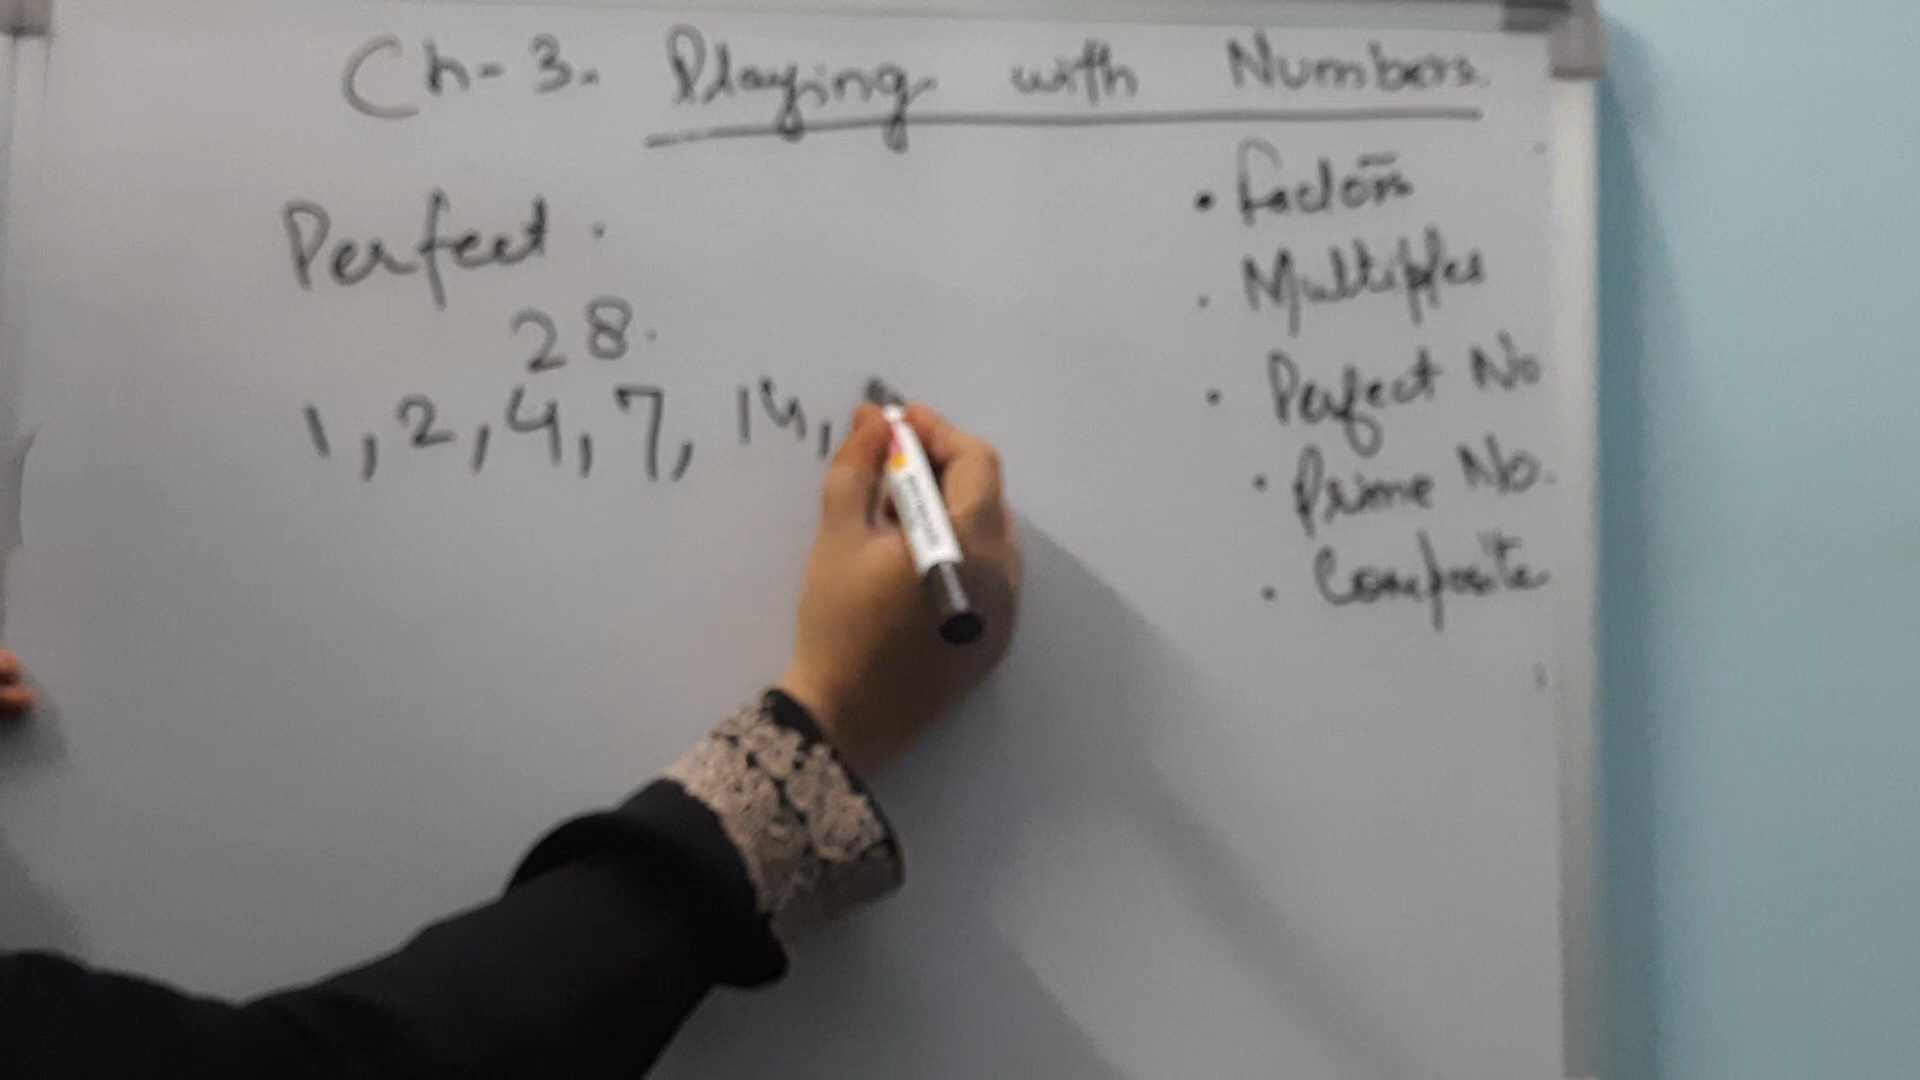 Ch-3. Playing with Numbers.
Perfect.
28.
1, 2, 4, 7, 14,
• Factors
• Multiples
• Perfect No
• Prime No.
• Composite